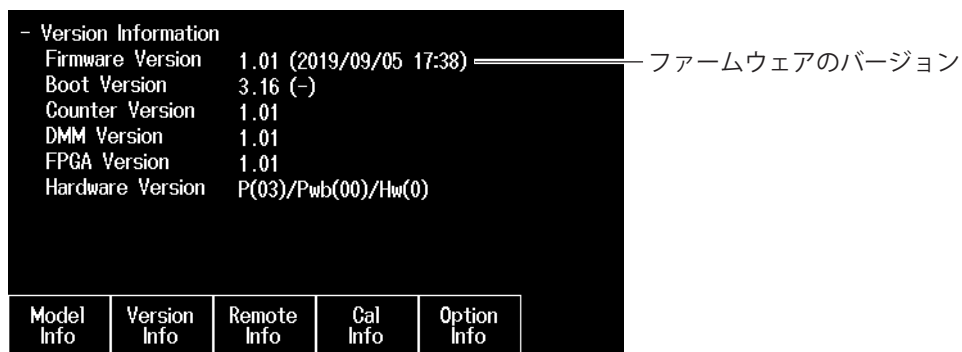 - Version Information
Firmware Version 1.01 (2019/09/05 17:38) ファームウェアのバージョン
Boot Version 3.16 (-)
Counter Version 1.01
DMM Version 1.01
FPGA Version 1.01
Hardware Version P(03)/Pwb(00)/Hw(0)
Model Info
Version Info
Remote Info
Cal Info
Option Info